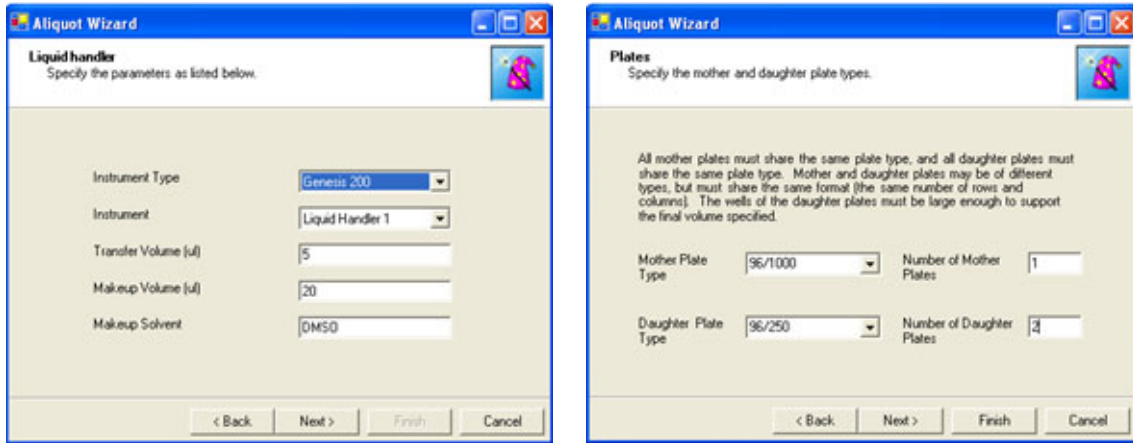 Aliquot Wizard
Liquid handler
Specify the parameters as listed below.
Instrument Type
Genesis 200
Instrument
Liquid Handler 1
Transfer Volume (ul)
5
Makeup Volume (ul)
20
Makeup Solvent
DMSO
< Back
Next >
Finish
Cancel
Aliquot Wizard
Plates
Specify the mother and daughter plate types.
All mother plates must share the same plate type, and all daughter plates must
share the same plate type. Mother and daughter plates may be of different
types, but must share the same format (the same number of rows and
columns). The wells of the daughter plates must be large enough to support
the final volume specified.
Mother Plate
Type
96/1000
Number of Mother
Plates
1
Daughter Plate
Type
96/250
Number of Daughter
Plates
2
< Back
Next >
Finish
Cancel